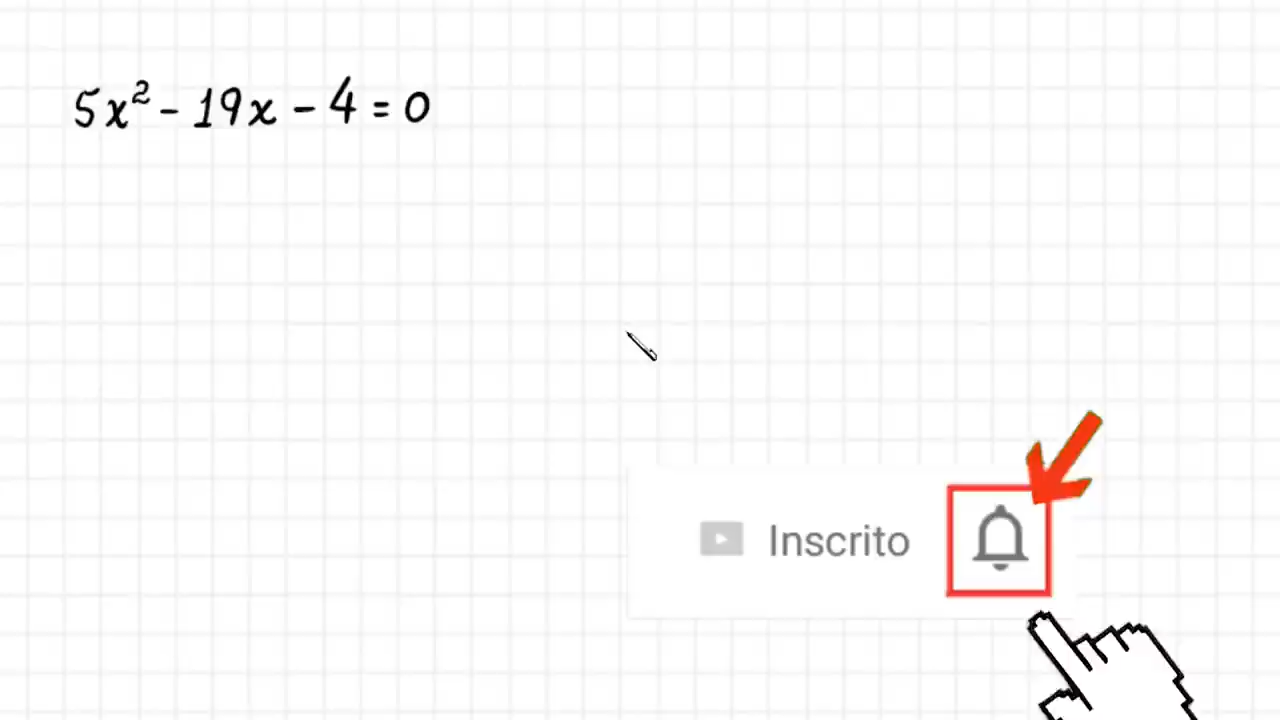 5x² - 19x - 4 = 0
Inscrito